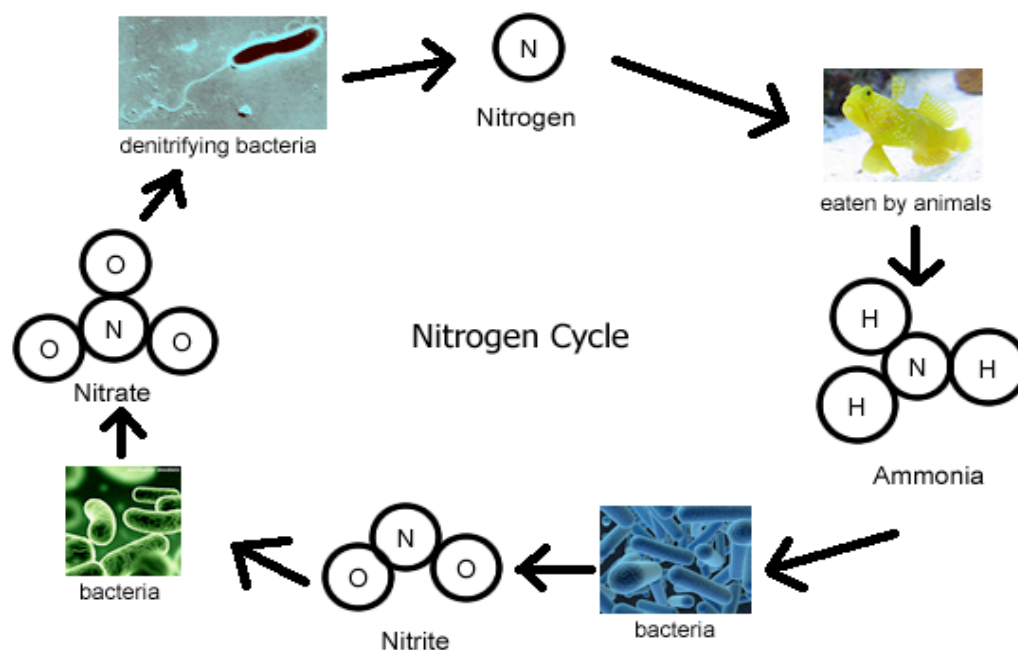 N
Nitrogen
denitrifying bacteria
eaten by animals
O
N
O
O
Nitrate
Nitrogen Cycle
H
N
H
H
Ammonia
bacteria
N
O
O
Nitrite
bacteria